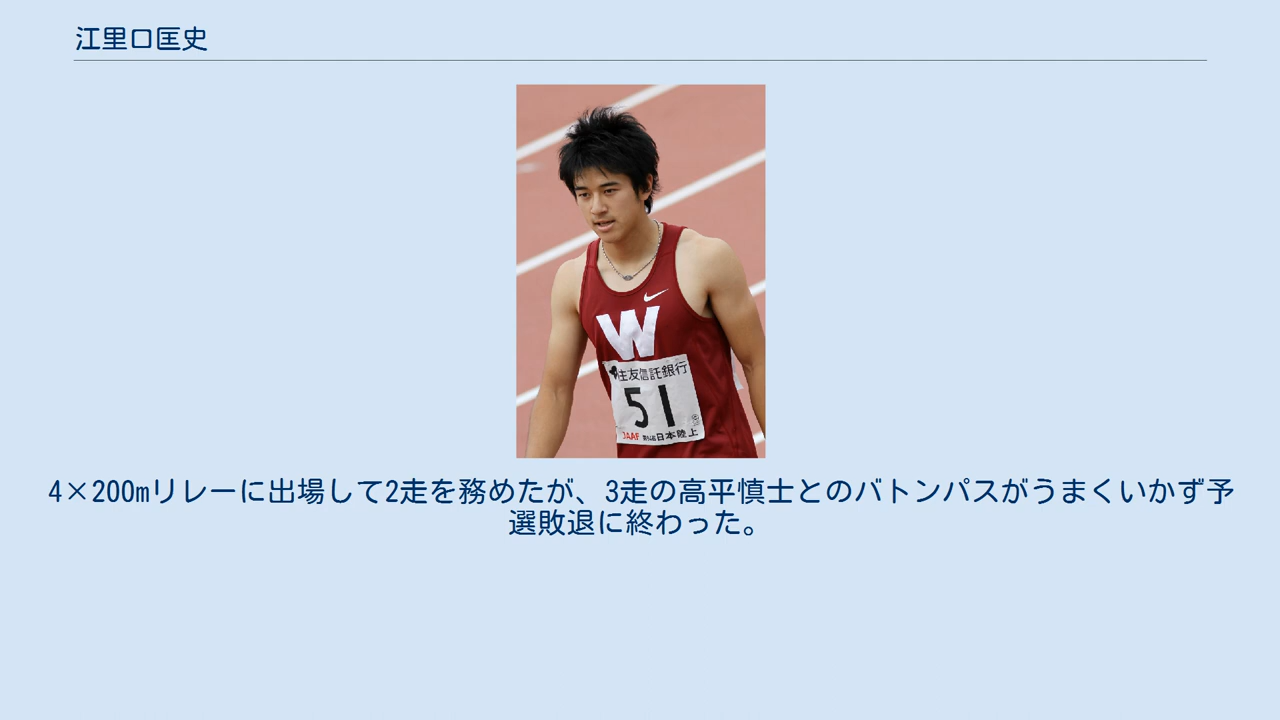 江里口匡史
W
住友信託銀行
51
JAAF
日本陸上
4×200mリレーに出場して2走を務めたが、3走の高平慎士とのバトンパスがうまくいかず予
選敗退に終わった。